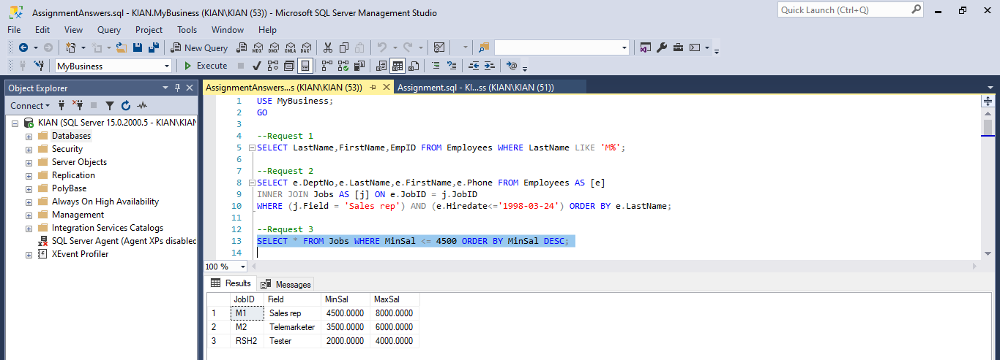 AssignmentAnswers.sql - KIAN.MyBusiness (KIAN\KIAN (53)) - Microsoft SQL Server Management Studio
Quick Launch (Ctrl+Q)
File Edit View Query Project Tools Window Help
New Query MDX DMX XMLA DAX
MyBusiness Execute
Object Explorer
AssignmentAnswers...s (KIAN\KIAN (53)) Assignment.sql - KI...ss (KIAN\KIAN (51))
Connect
KIAN (SQL Server 15.0.2000.5 - KIAN\KIAN
Databases
Security
Server Objects
Replication
PolyBase
Always On High Availability
Management
Integration Services Catalogs
SQL Server Agent (Agent XPs disabled
XEvent Profiler
1 USE MyBusiness;
2 GO
3
4 --Request 1
5 SELECT LastName,FirstName,EmpID FROM Employees WHERE LastName LIKE 'M%';
6
7 --Request 2
8 SELECT e.DeptNo,e.LastName,e.FirstName,e.Phone FROM Employees AS [e]
9 INNER JOIN Jobs AS [j] ON e.JobID = j.JobID
10 WHERE (j.Field = 'Sales rep') AND (e.Hiredate<='1998-03-24') ORDER BY e.LastName;
11
12 --Request 3
13 SELECT * FROM Jobs WHERE MinSal <= 4500 ORDER BY MinSal DESC;
14
100 %
Results Messages
JobID Field MinSal MaxSal
1 M1 Sales rep 4500.0000 8000.0000
2 M2 Telemarketer 3500.0000 6000.0000
3 RSH2 Tester 2000.0000 4000.0000